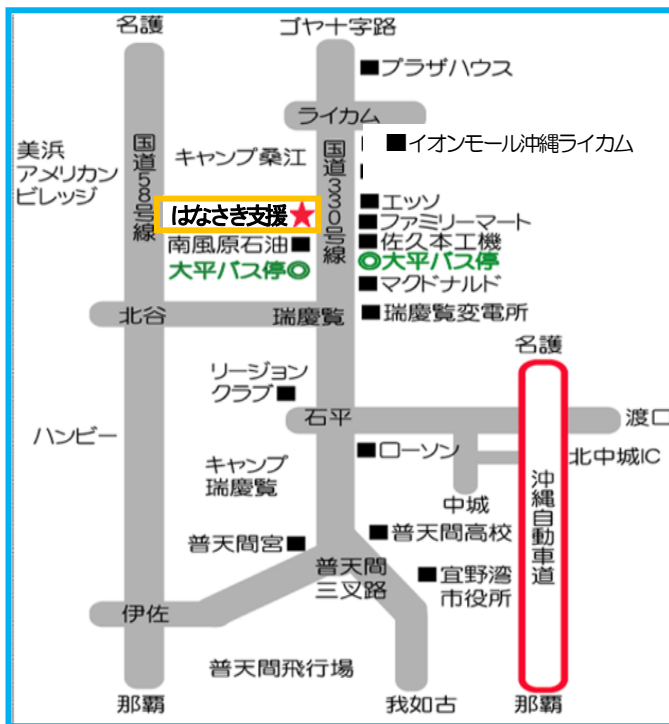 名護
ゴヤ十字路
■プラザハウス
ライカム
美浜
アメリカン
ビレッジ
国道58号線
キャンプ桑江
国道330号線
■イオンモール沖縄ライカム
はなさき支援★
■エッソ
■ファミリーマート
南風原石油■
■佐久本工機
大平バス停◎
◎大平バス停
■マクドナルド
北谷
瑞慶覧
■瑞慶覧変電所
名護
リージョン
クラブ■
石平
渡口
ハンビー
■ローソン
北中城IC
キャンプ
瑞慶覧
中城
沖縄自動車道
普天間宮■
■普天間高校
普天間
三叉路
■宜野湾
市役所
伊佐
普天間飛行場
那覇
我如古
那覇